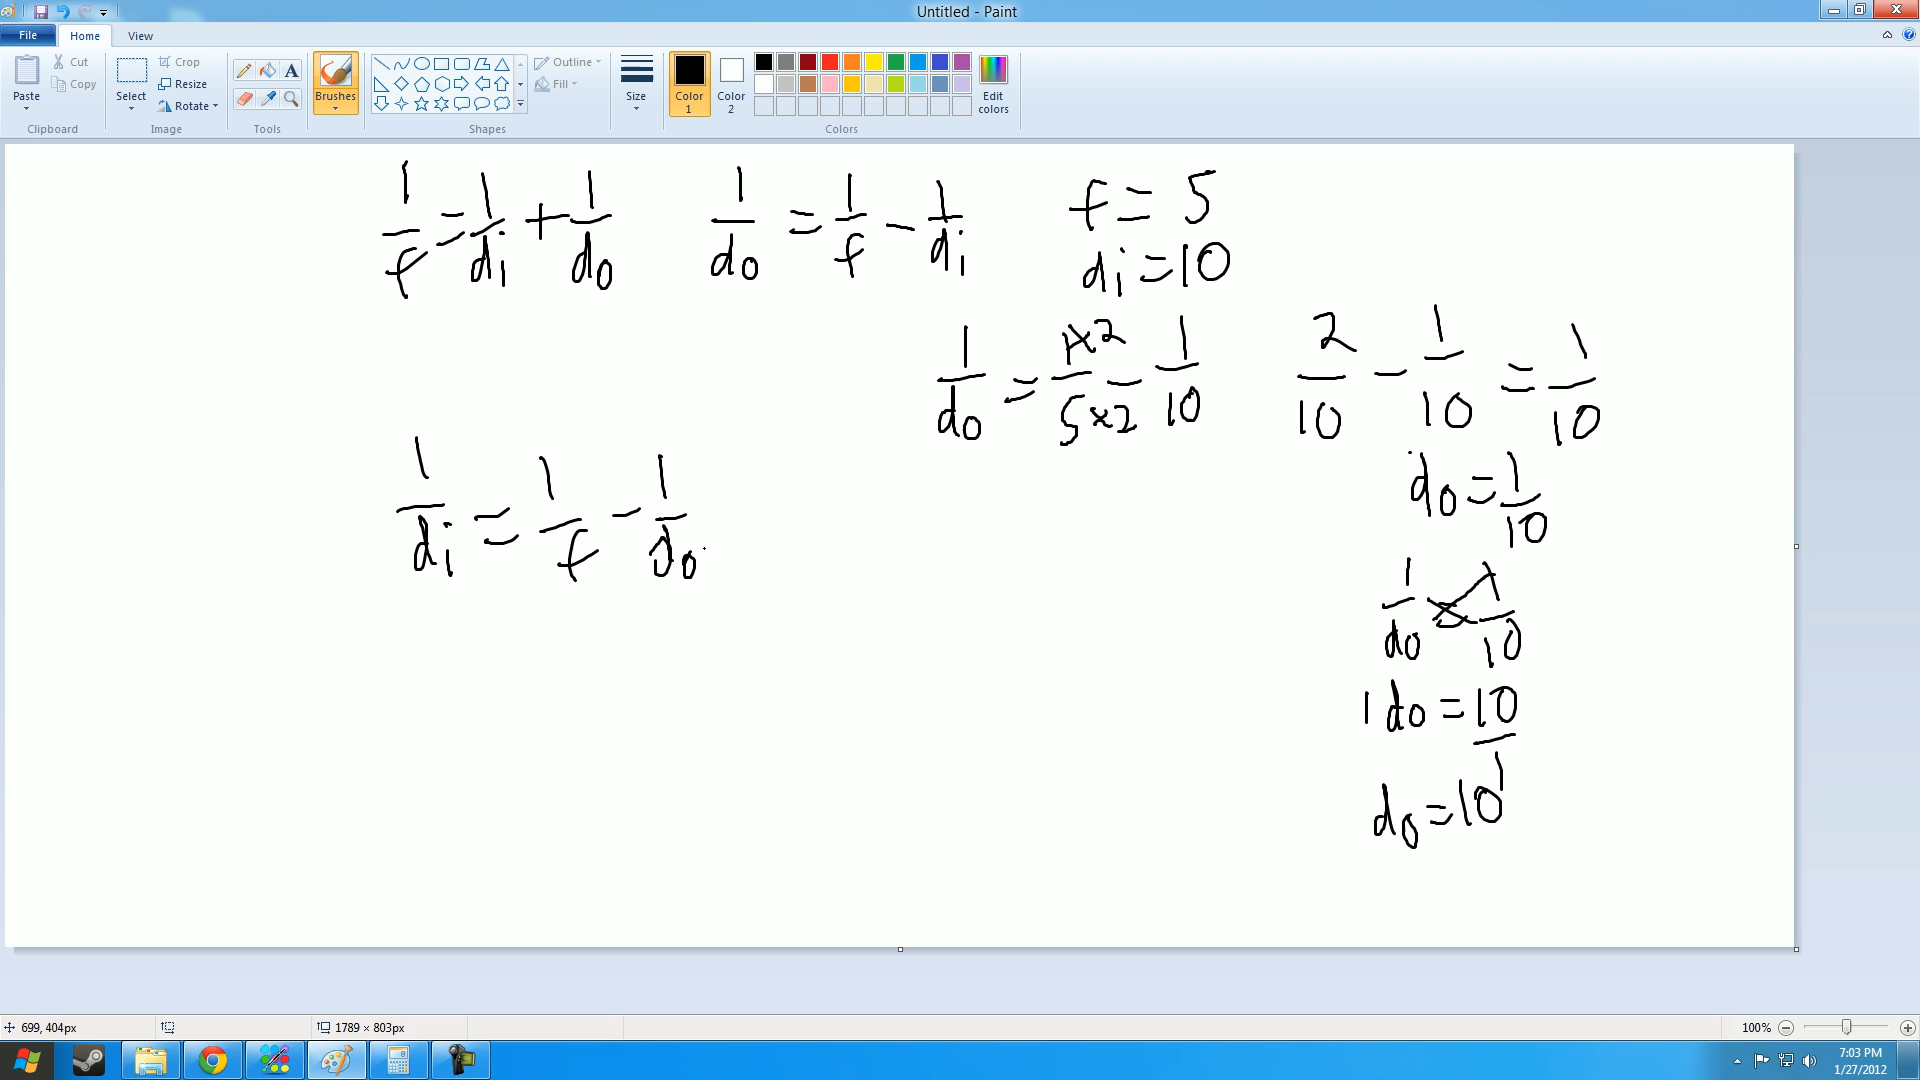 Untitled - Paint
File Home View
Paste Cut Copy Clipboard
Select Crop Resize Rotate Image
Tools
Brushes
Shapes Outline Fill
Size
Color 1 Color 2 Edit colors Colors
1/f = 1/di + 1/do 1/do = 1/f - 1/di f = 5
di = 10
1/do = 1x2/5x2 - 1/10 2/10 - 1/10 = 1/10
do = 1/10
1/di = 1/f - 1/do
1/do = 1/10
1do = 10/1
do = 10
699, 404px 1789 × 803px 100%
7:03 PM
1/27/2012